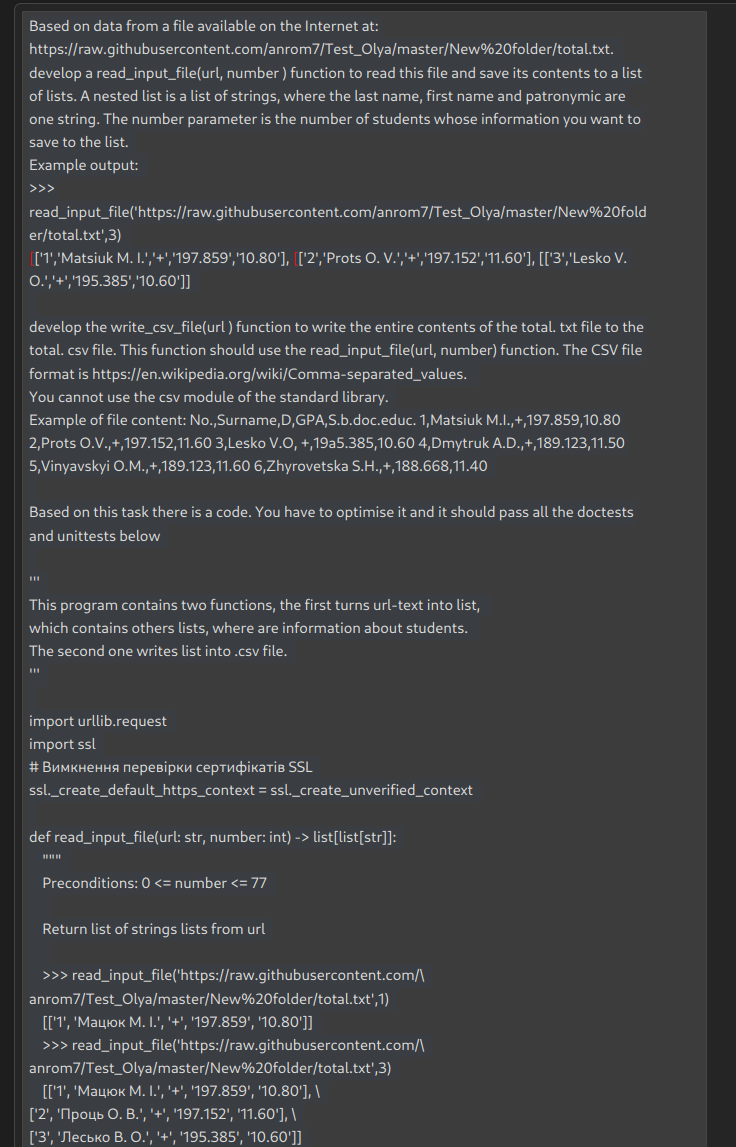 Based on data from a file available on the Internet at:
https://raw.githubusercontent.com/anrom7/Test_Olya/master/New%20folder/total.txt.
develop a read_input_file(url, number ) function to read this file and save its contents to a list
of lists. A nested list is a list of strings, where the last name, first name and patronymic are
one string. The number parameter is the number of students whose information you want to
save to the list.
Example output:
>>>
read_input_file('https://raw.githubusercontent.com/anrom7/Test_Olya/master/New%20fold
er/total.txt',3)
[['1','Matsiuk M. I.','+','197.859','10.80'], [['2','Prots O. V.','+','197.152','11.60'], [['3','Lesko V.
O.','+','195.385','10.60']]
develop the write_csv_file(url ) function to write the entire contents of the total. txt file to the
total. csv file. This function should use the read_input_file(url, number) function. The CSV file
format is https://en.wikipedia.org/wiki/Comma-separated_values.
You cannot use the csv module of the standard library.
Example of file content: No.,Surname,D,GPA,S.b.doc.educ. 1,Matsiuk M.I.,+,197.859,10.80
2,Prots O.V.,+,197.152,11.60 3,Lesko V.O, +,19a5.385,10.60 4,Dmytruk A.D.,+,189.123,11.50
5,Vinyavskyi O.M.,+,189.123,11.60 6,Zhyrovetska S.H.,+,188.668,11.40
Based on this task there is a code. You have to optimise it and it should pass all the doctests
and unittests below
'''
This program contains two functions, the first turns url-text into list,
which contains others lists, where are information about students.
The second one writes list into .csv file.
'''
import urllib.request
import ssl
# Вимкнення перевірки сертифікатів SSL
ssl._create_default_https_context = ssl._create_unverified_context
def read_input_file(url: str, number: int) -> list[list[str]]:
"""
Preconditions: 0 <= number <= 77
Return list of strings lists from url
>>> read_input_file('https://raw.githubusercontent.com/\
anrom7/Test_Olya/master/New%20folder/total.txt',1)
[['1', 'Мацюк М. І.', '+', '197.859', '10.80']]
>>> read_input_file('https://raw.githubusercontent.com/\
anrom7/Test_Olya/master/New%20folder/total.txt',3)
[['1', 'Мацюк М. І.', '+', '197.859', '10.80'], \
['2', 'Проць О. В.', '+', '197.152', '11.60'], \
['3', 'Лесько В. О.', '+', '195.385', '10.60']]